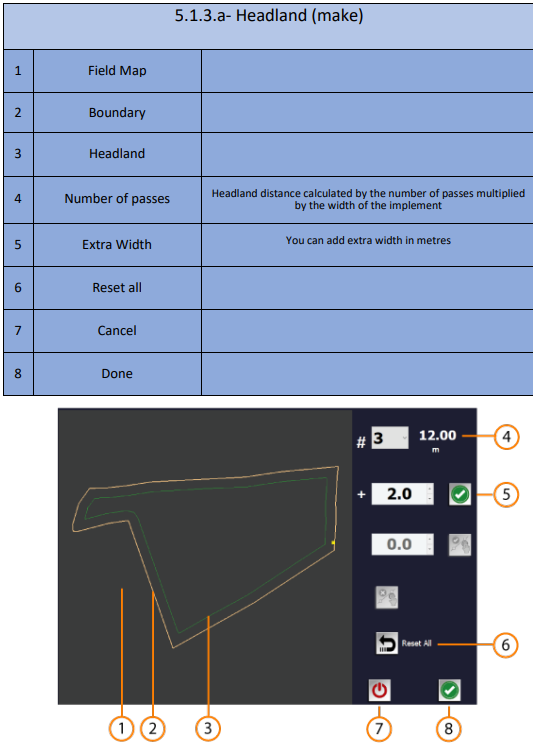 5.1.3.a- Headland (make)
1 Field Map
2 Boundary
3 Headland
4 Number of passes Headland distance calculated by the number of passes multiplied
by the width of the implement
5 Extra Width You can add extra width in metres
6 Reset all
7 Cancel
8 Done
# 3 12.00 4
m
+ 2.0 5
0.0
Reset All 6
1 2 3 7 8